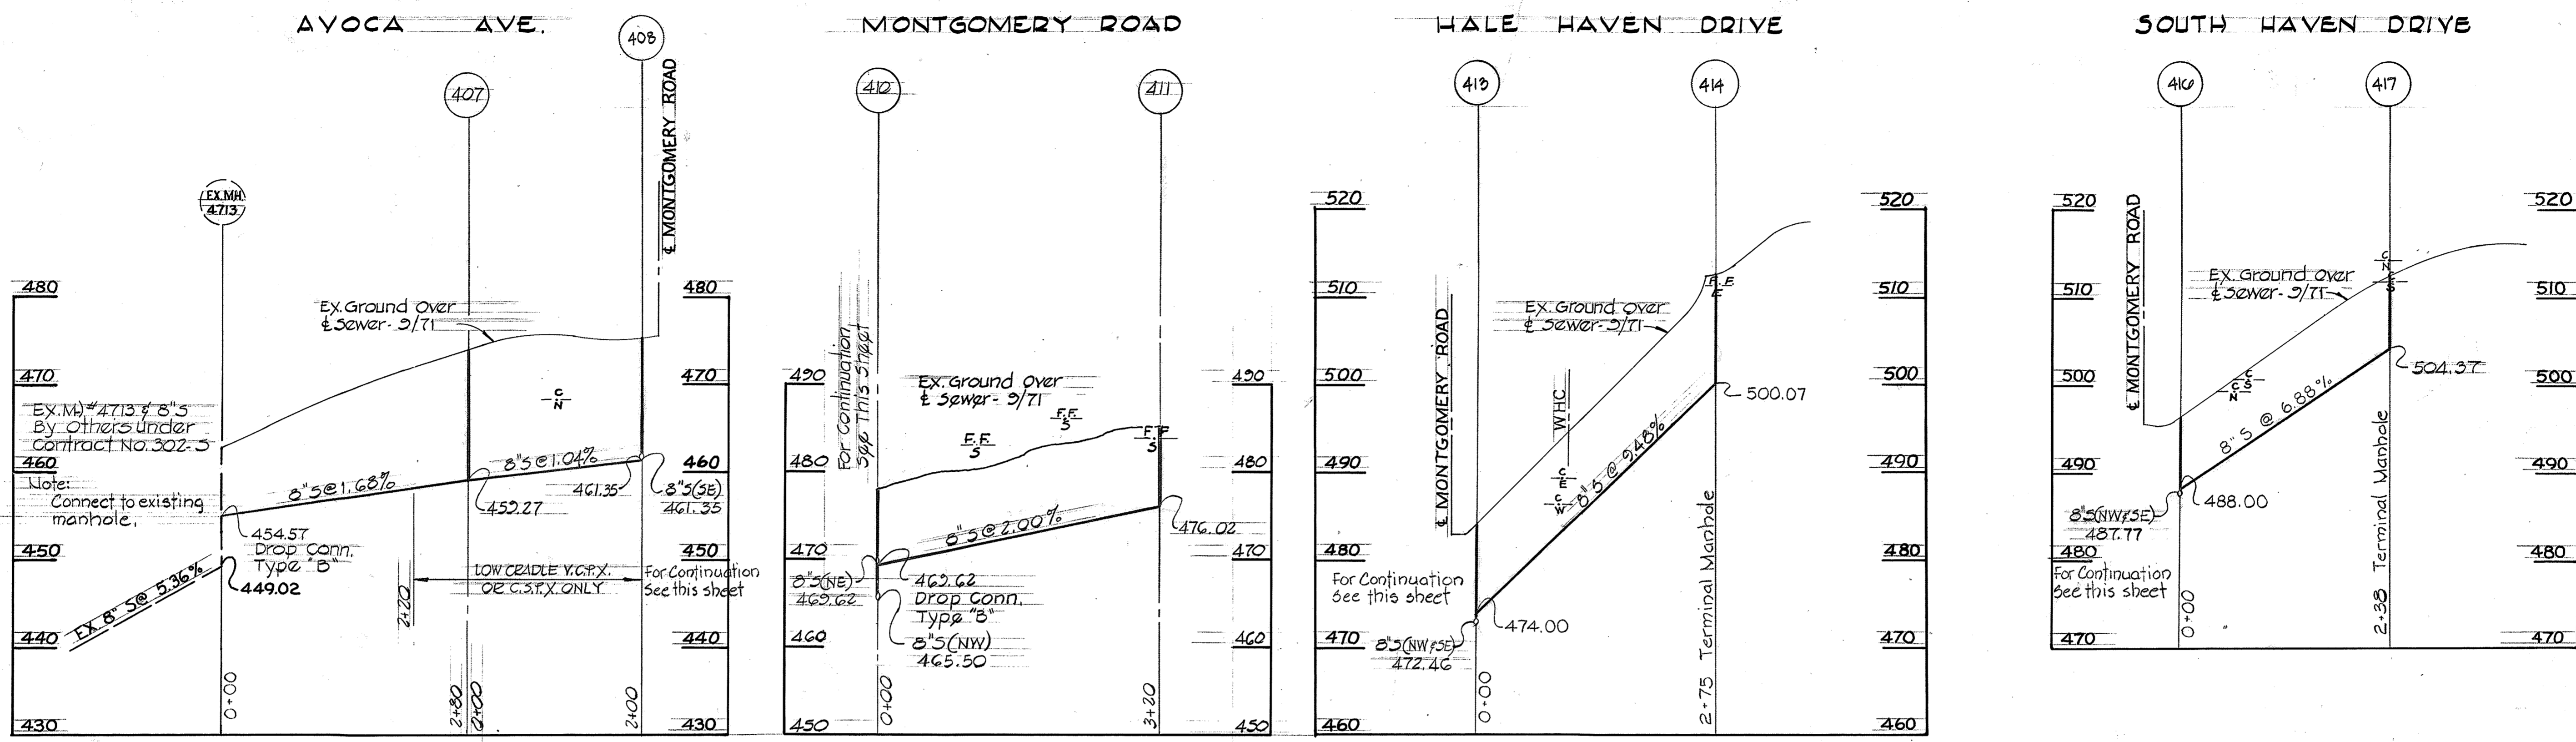 AVOCA AVE.
408
407
EX. MH.
4713
℄ MONTGOMERY ROAD
480
480
Ex. Ground Over
℄ Sewer - 9/71
470
470
C
N
Ex. MH #4713 & 8"S
By Others under
Contract No. 302-S
460
460
Note:
Connect to existing
manhole.
8"S @ 1.68%
8"S @ 1.04%
461.35
8"S (SE)
461.35
459.27
454.57
Drop Conn.
Type "B"
449.02
450
450
EX. 8" S @ 5.36%
LOW CRADLE V.C.P.X.
OR C.S.P.X. ONLY
For Continuation
See this sheet
2+20
440
440
0+00
2+80
0+00
2+00
430
430
MONTGOMERY ROAD
410
411
For Continuation
See This Sheet
490
490
Ex. Ground Over
℄ Sewer - 9/71
F.F.
S
F.F.
S
F.F.
S
480
480
8"S @ 2.00%
476.02
470
470
8"S (NE)
469.62
469.62
Drop Conn.
Type "B"
8"S (NW)
465.50
460
460
0+00
3+20
450
450
HALE HAVEN DRIVE
413
414
520
520
℄ MONTGOMERY ROAD
510
510
Ex. Ground Over
℄ Sewer - 9/71
F.F.
E
500
500
500.07
WHC
490
490
C
E
C
W
8"S @ 9.48%
480
480
For Continuation
See this sheet
474.00
470
470
8"S (NW & SE)
472.46
0+00
2+75 Terminal Manhole
460
460
SOUTH HAVEN DRIVE
416
417
520
520
℄ MONTGOMERY ROAD
C
N
C
S
510
510
Ex. Ground Over
℄ Sewer - 9/71
500
500
C
N
C
S
504.37
8" S @ 6.88%
490
490
488.00
8"S (NW & SE)
487.77
480
480
For Continuation
See this sheet
0+00
2+38 Terminal Manhole
470
470